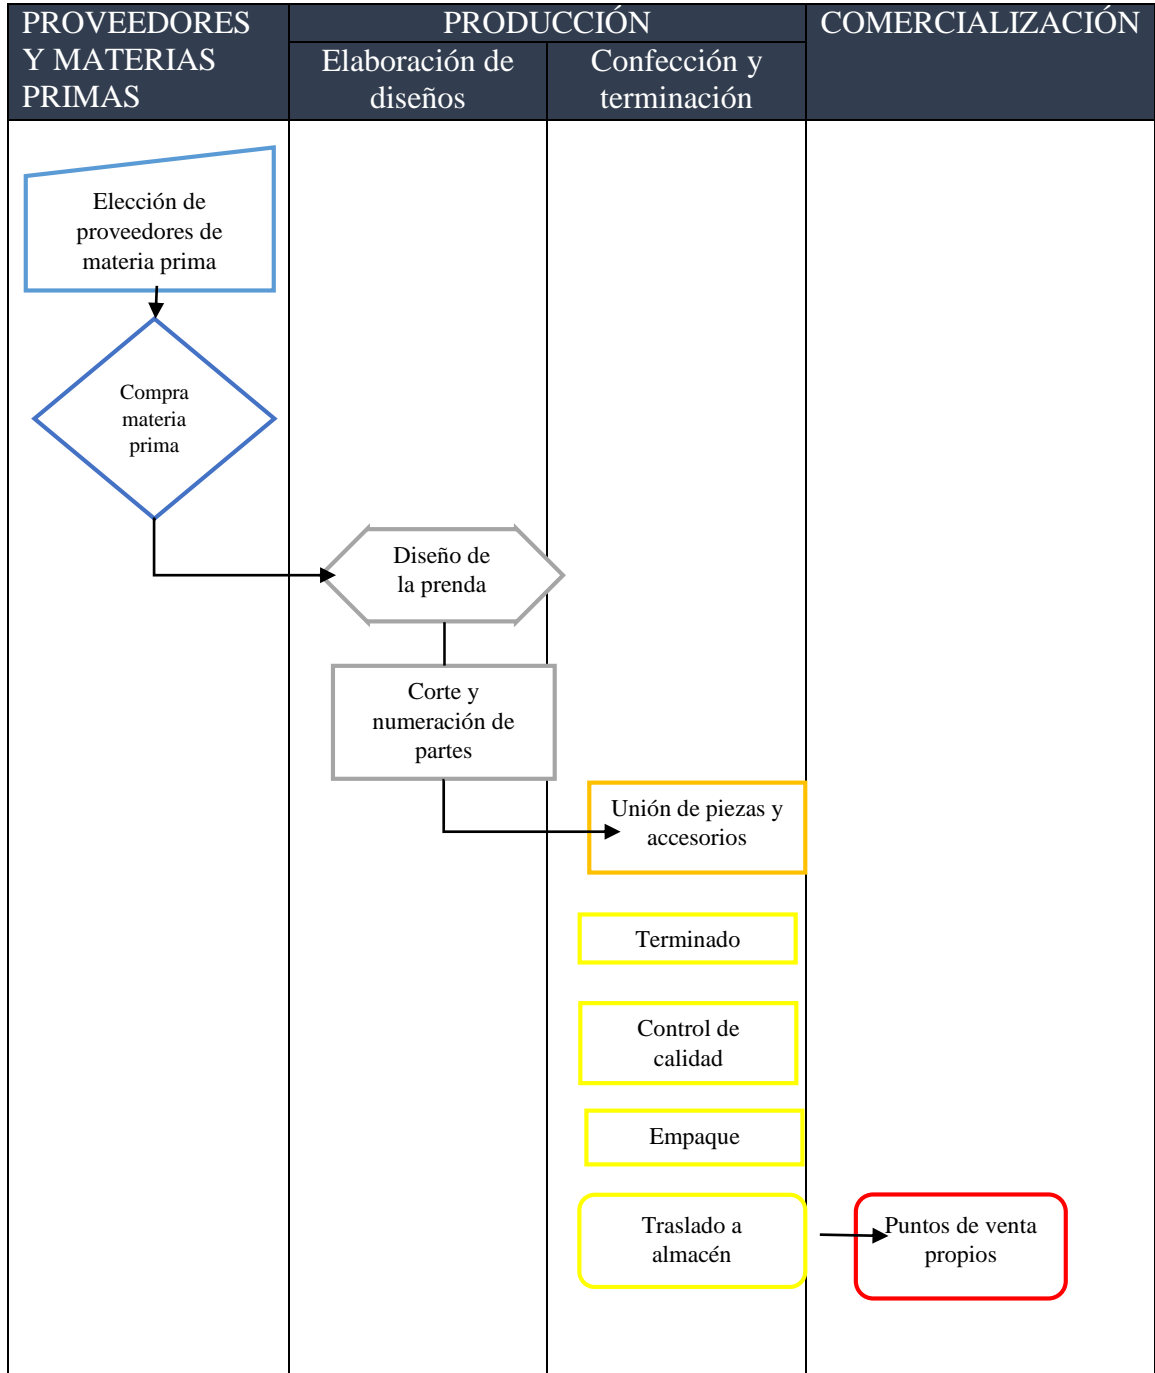 PROVEEDORES
Y MATERIAS
PRIMAS
PRODUCCIÓN
COMERCIALIZACIÓN
Elaboración de
diseños
Confección y
terminación
Elección de
proveedores de
materia prima
Compra
materia
prima
Diseño de
la prenda
Corte y
numeración de
partes
Unión de piezas y
accesorios
Terminado
Control de
calidad
Empaque
Traslado a
almacén
Puntos de venta
propios